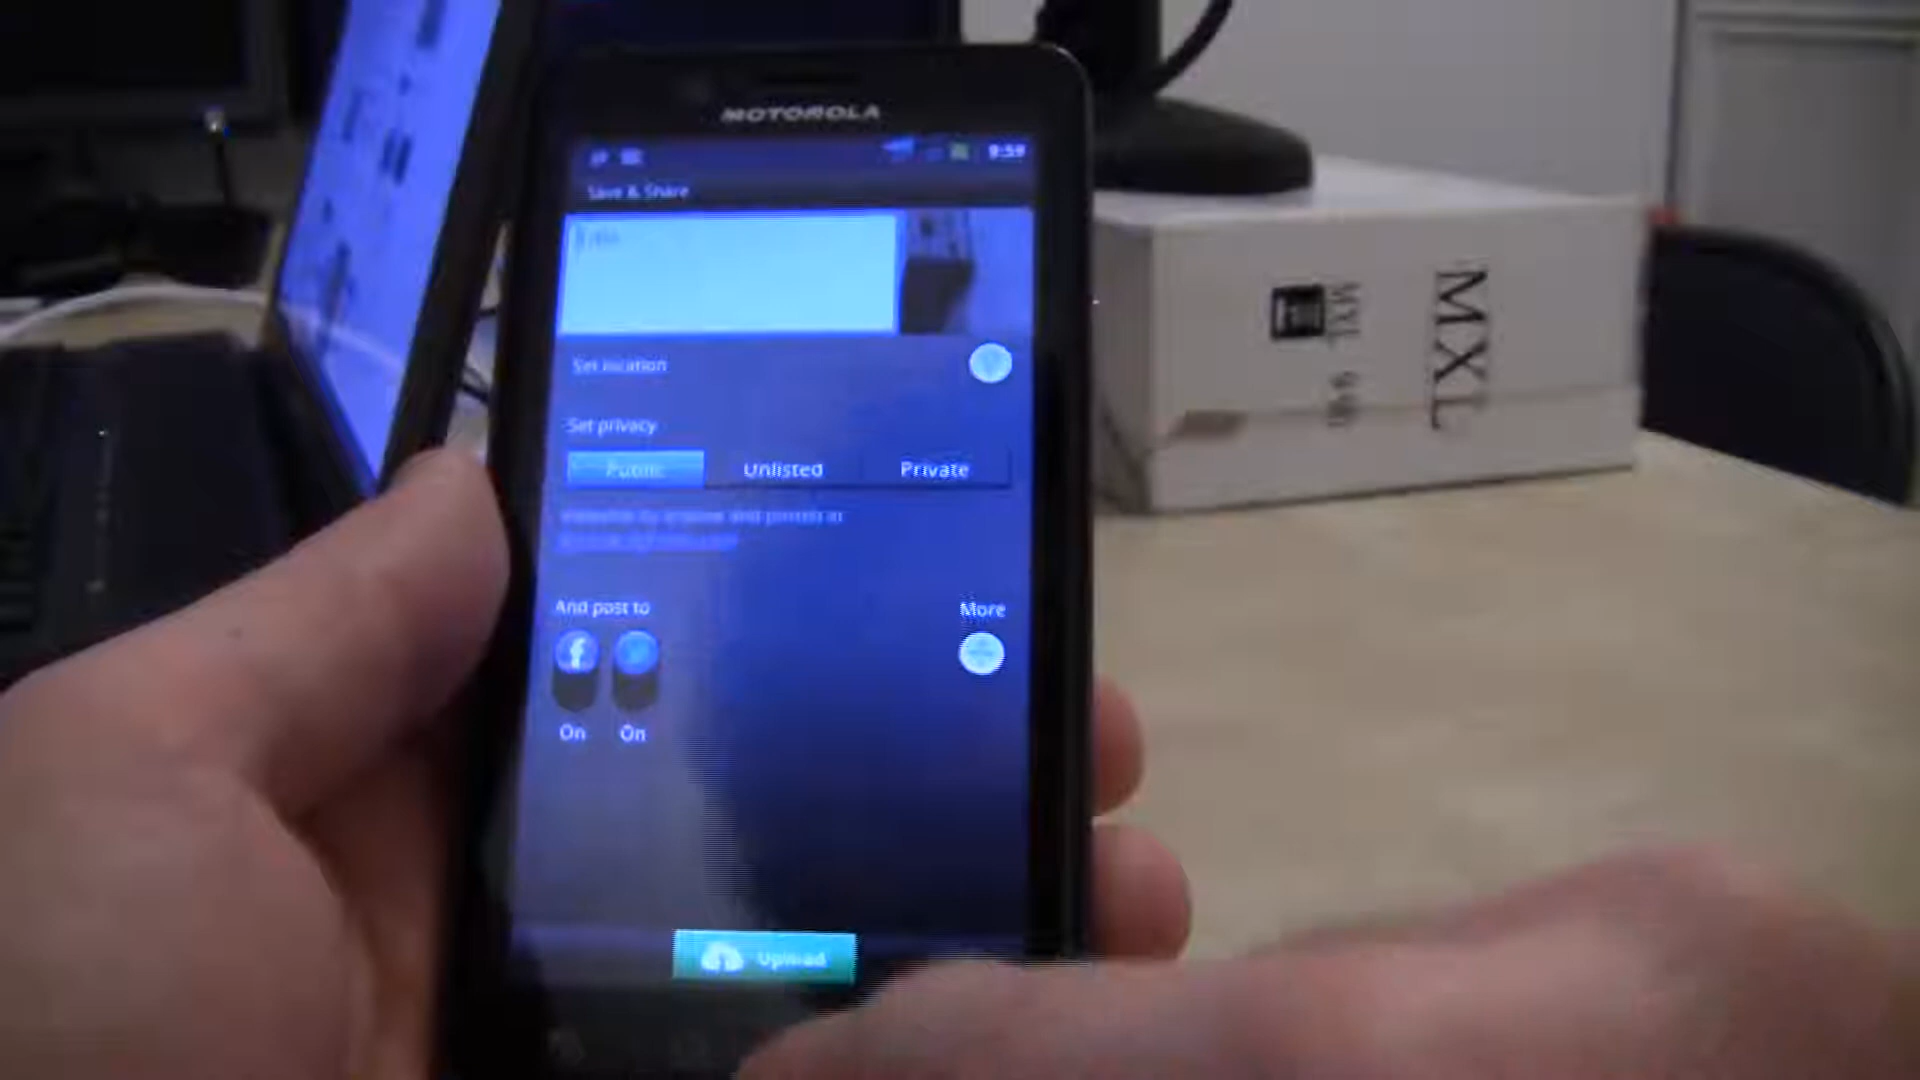 MOTOROLA
9:59
Save & Share
Title
Set location
Set privacy
Public Unlisted Private
And post to More
On On
Upload
MXL
MXL